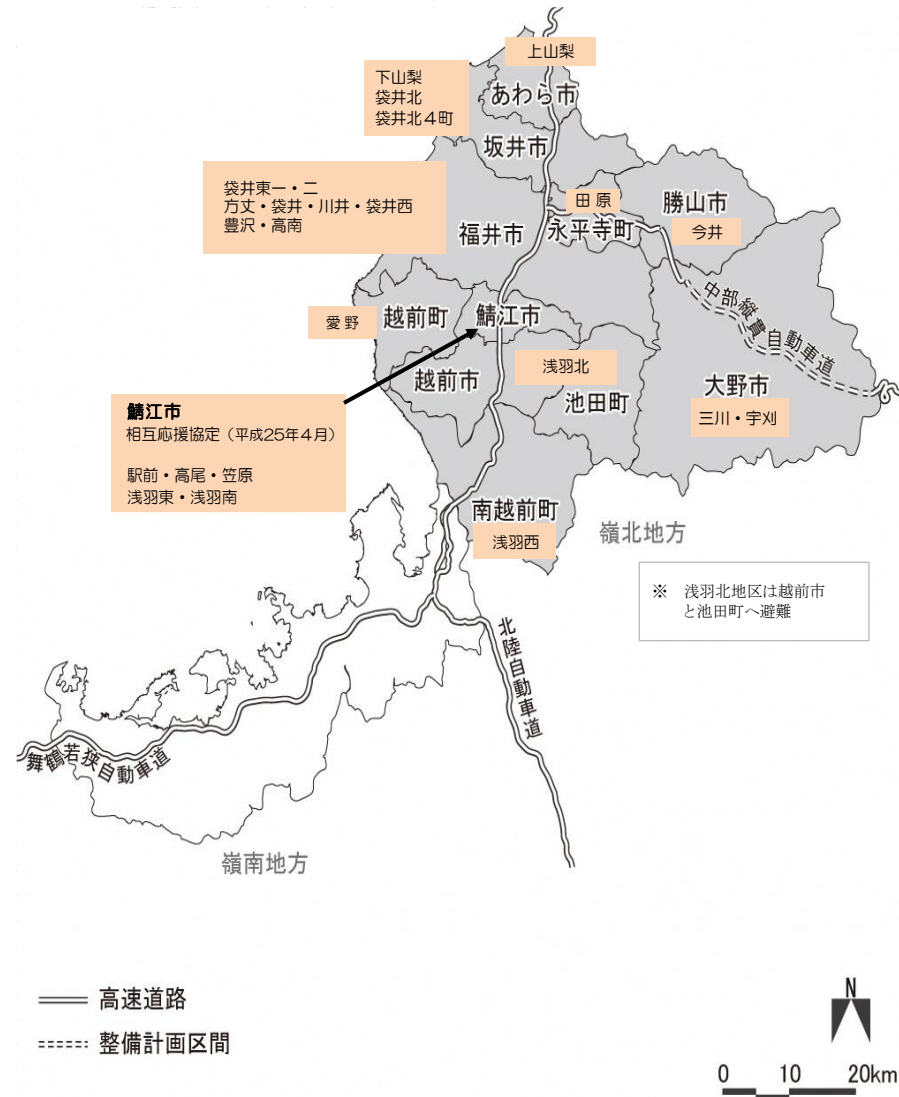 上山梨
下山梨
袋井北
袋井北４町
あわら市
坂井市
袋井東一・二
方丈・袋井・川井・袋井西
豊沢・高南
福井市
田原
永平寺町
勝山市
今井
中部縦貫自動車道
愛野
越前町
鯖江市
越前市
浅羽北
池田町
大野市
三川・宇刈
鯖江市
相互応援協定（平成25年４月）
駅前・高尾・笠原
浅羽東・浅羽南
南越前町
浅羽西
嶺北地方
※ 浅羽北地区は越前市
と池田町へ避難
北陸自動車道
舞鶴若狭自動車道
嶺南地方
高速道路
整備計画区間
N
0 10 20km